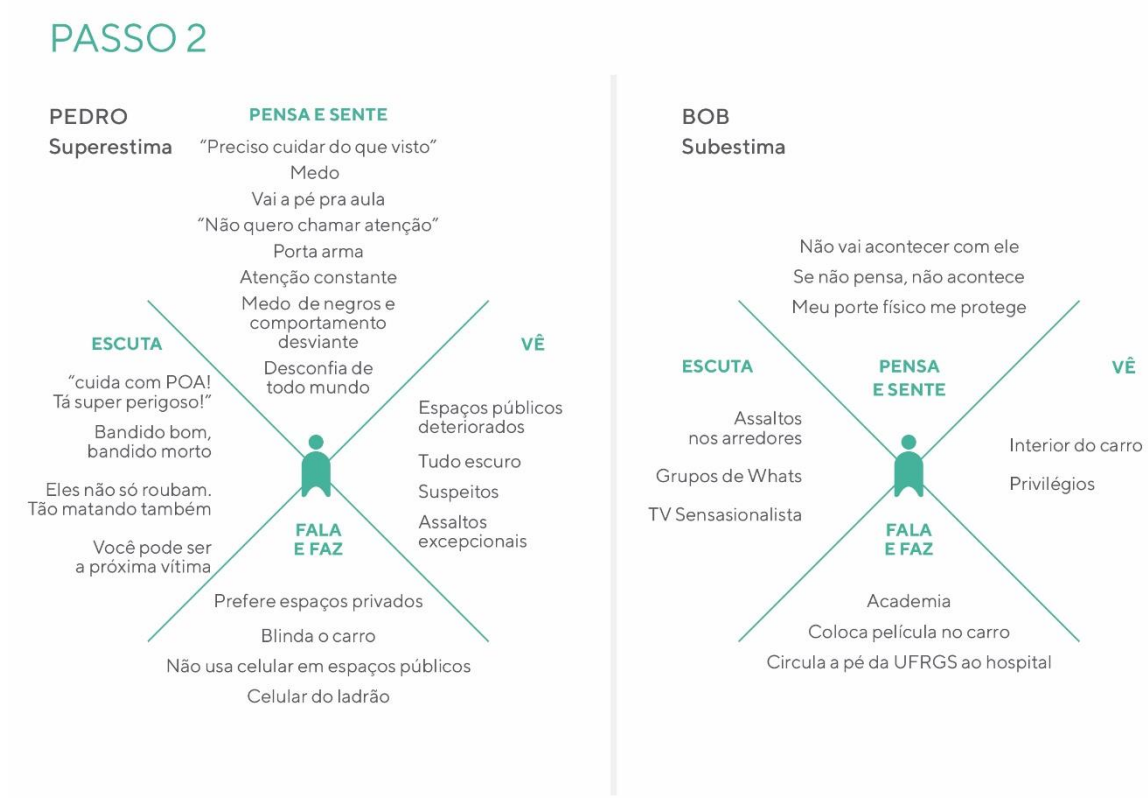 PASSO 2
PEDRO
Superestima
PENSA E SENTE
“Preciso cuidar do que visto”
Medo
Vai a pé pra aula
“Não quero chamar atenção”
Porta arma
Atenção constante
Medo de negros e
comportamento
desviante
Desconfia de
todo mundo
ESCUTA
“cuida com POA!
Tá super perigoso!”
Bandido bom,
bandido morto
Eles não só roubam.
Tão matando também
Você pode ser
a próxima vítima
VÊ
Espaços públicos
deteriorados
Tudo escuro
Suspeitos
Assaltos
excepcionais
FALA
E FAZ
Prefere espaços privados
Blinda o carro
Não usa celular em espaços públicos
Celular do ladrão
BOB
Subestima
Não vai acontecer com ele
Se não pensa, não acontece
Meu porte físico me protege
PENSA
E SENTE
ESCUTA
Assaltos
nos arredores
Grupos de Whats
TV Sensasionalista
VÊ
Interior do carro
Privilégios
FALA
E FAZ
Academia
Coloca película no carro
Circula a pé da UFRGS ao hospital